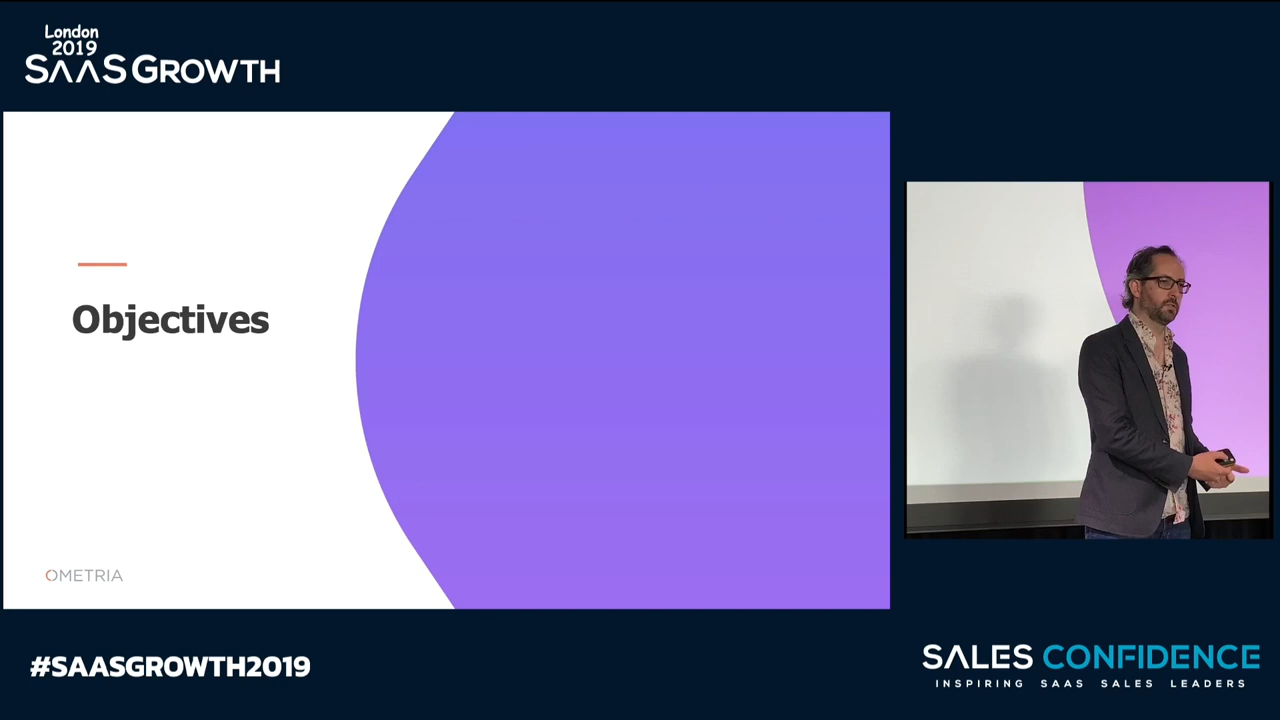 London
2019
SAAS GROWTH
Objectives
OMETRIA
#SAASGROWTH2019
SALES CONFIDENCE
INSPIRING SAAS SALES LEADERS